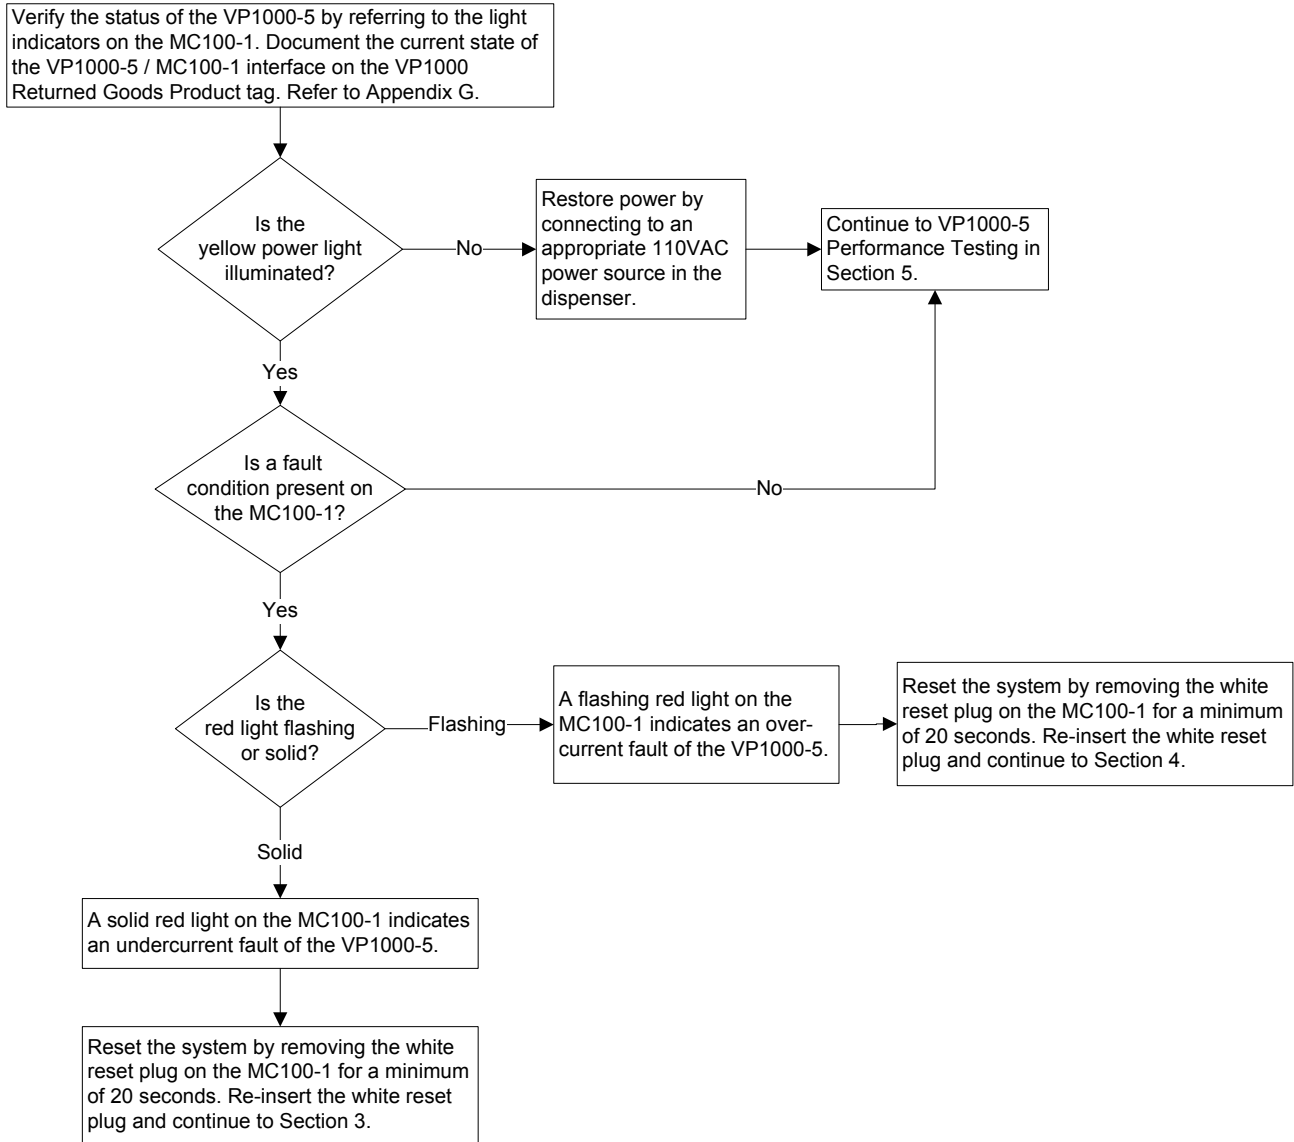 Verify the status of the VP1000-5 by referring to the light
indicators on the MC100-1. Document the current state of
the VP1000-5 / MC100-1 interface on the VP1000
Returned Goods Product tag. Refer to Appendix G.
Is the
yellow power light
illuminated?
No
Restore power by
connecting to an
appropriate 110VAC
power source in the
dispenser.
Continue to VP1000-5
Performance Testing in
Section 5.
Yes
Is a fault
condition present on
the MC100-1?
No
Yes
Is the
red light flashing
or solid?
Flashing
A flashing red light on the
MC100-1 indicates an over-
current fault of the VP1000-5.
Reset the system by removing the white
reset plug on the MC100-1 for a minimum
of 20 seconds. Re-insert the white reset
plug and continue to Section 4.
Solid
A solid red light on the MC100-1 indicates
an undercurrent fault of the VP1000-5.
Reset the system by removing the white
reset plug on the MC100-1 for a minimum
of 20 seconds. Re-insert the white reset
plug and continue to Section 3.